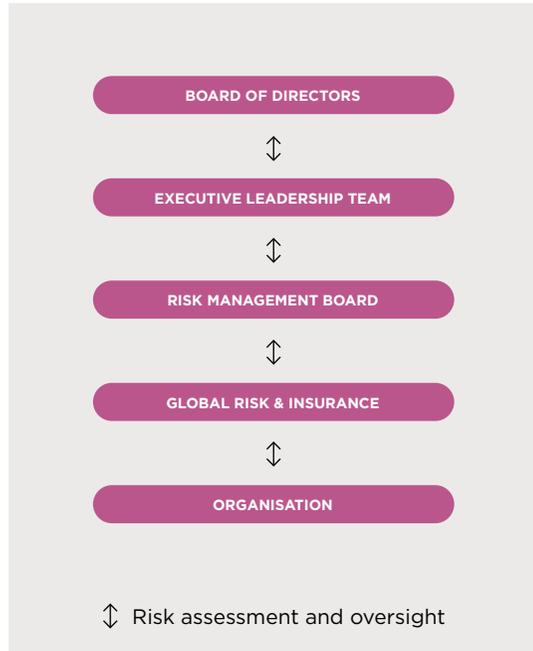 BOARD OF DIRECTORS
EXECUTIVE LEADERSHIP TEAM
RISK MANAGEMENT BOARD
GLOBAL RISK & INSURANCE
ORGANISATION
Risk assessment and oversight